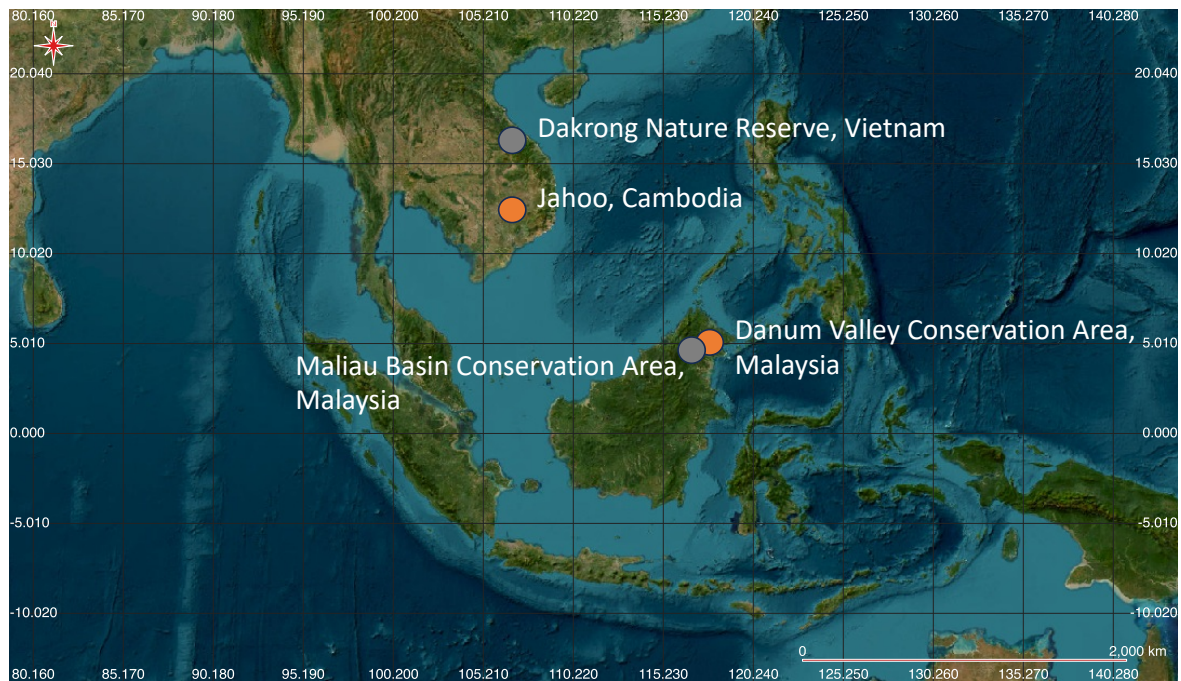 80.160 85.170 90.180 95.190 100.200 105.210 110.220 115.230 120.240 125.250 130.260 135.270 140.280
20.040 20.040
Dakrong Nature Reserve, Vietnam
15.030 15.030
Jahoo, Cambodia
10.020 10.020
Danum Valley Conservation Area,
Malaysia
5.010 5.010
Maliau Basin Conservation Area,
Malaysia
0.000 0.000
-5.010 -5.010
-10.020 -10.020
0 2,000 km
80.160 85.170 90.180 95.190 100.200 105.210 110.220 115.230 120.240 125.250 130.260 135.270 140.280